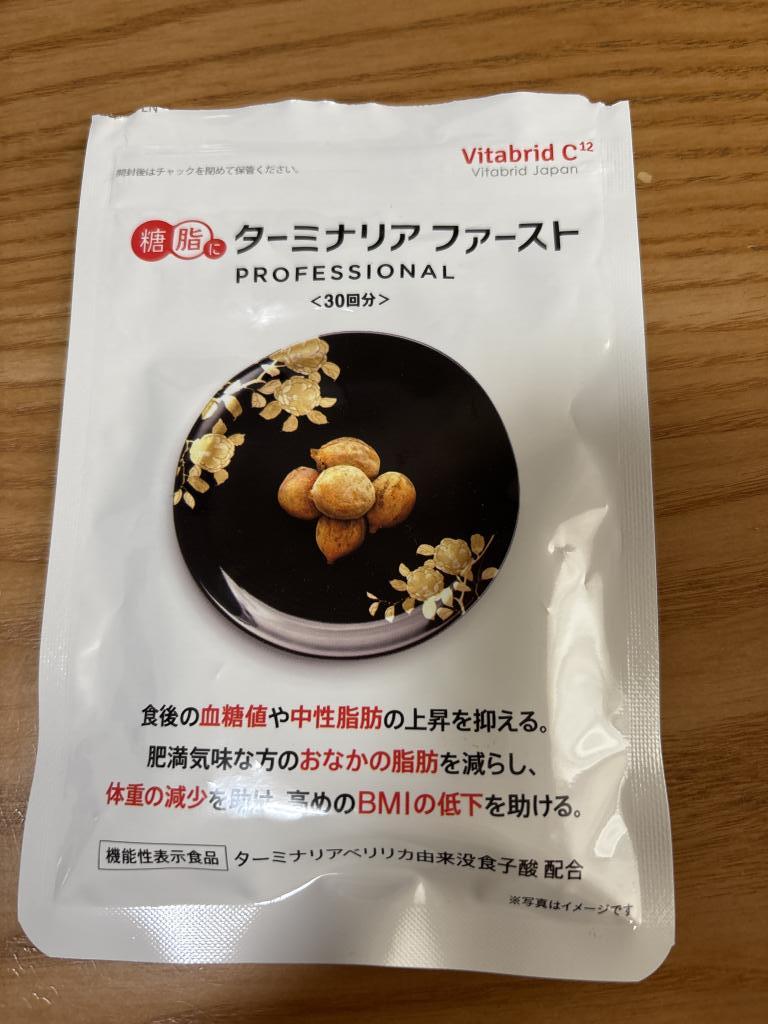 開封後はチャックを閉めて保管ください。
Vitabrid C¹²
Vitabrid Japan
糖 脂 に ターミナリア ファースト
PROFESSIONAL
<30回分>
食後の血糖値や中性脂肪の上昇を抑える。
肥満気味な方のおなかの脂肪を減らし、
体重の減少を助け、高めのBMIの低下を助ける。
機能性表示食品 ターミナリアベリリカ由来没食子酸 配合
※写真はイメージです